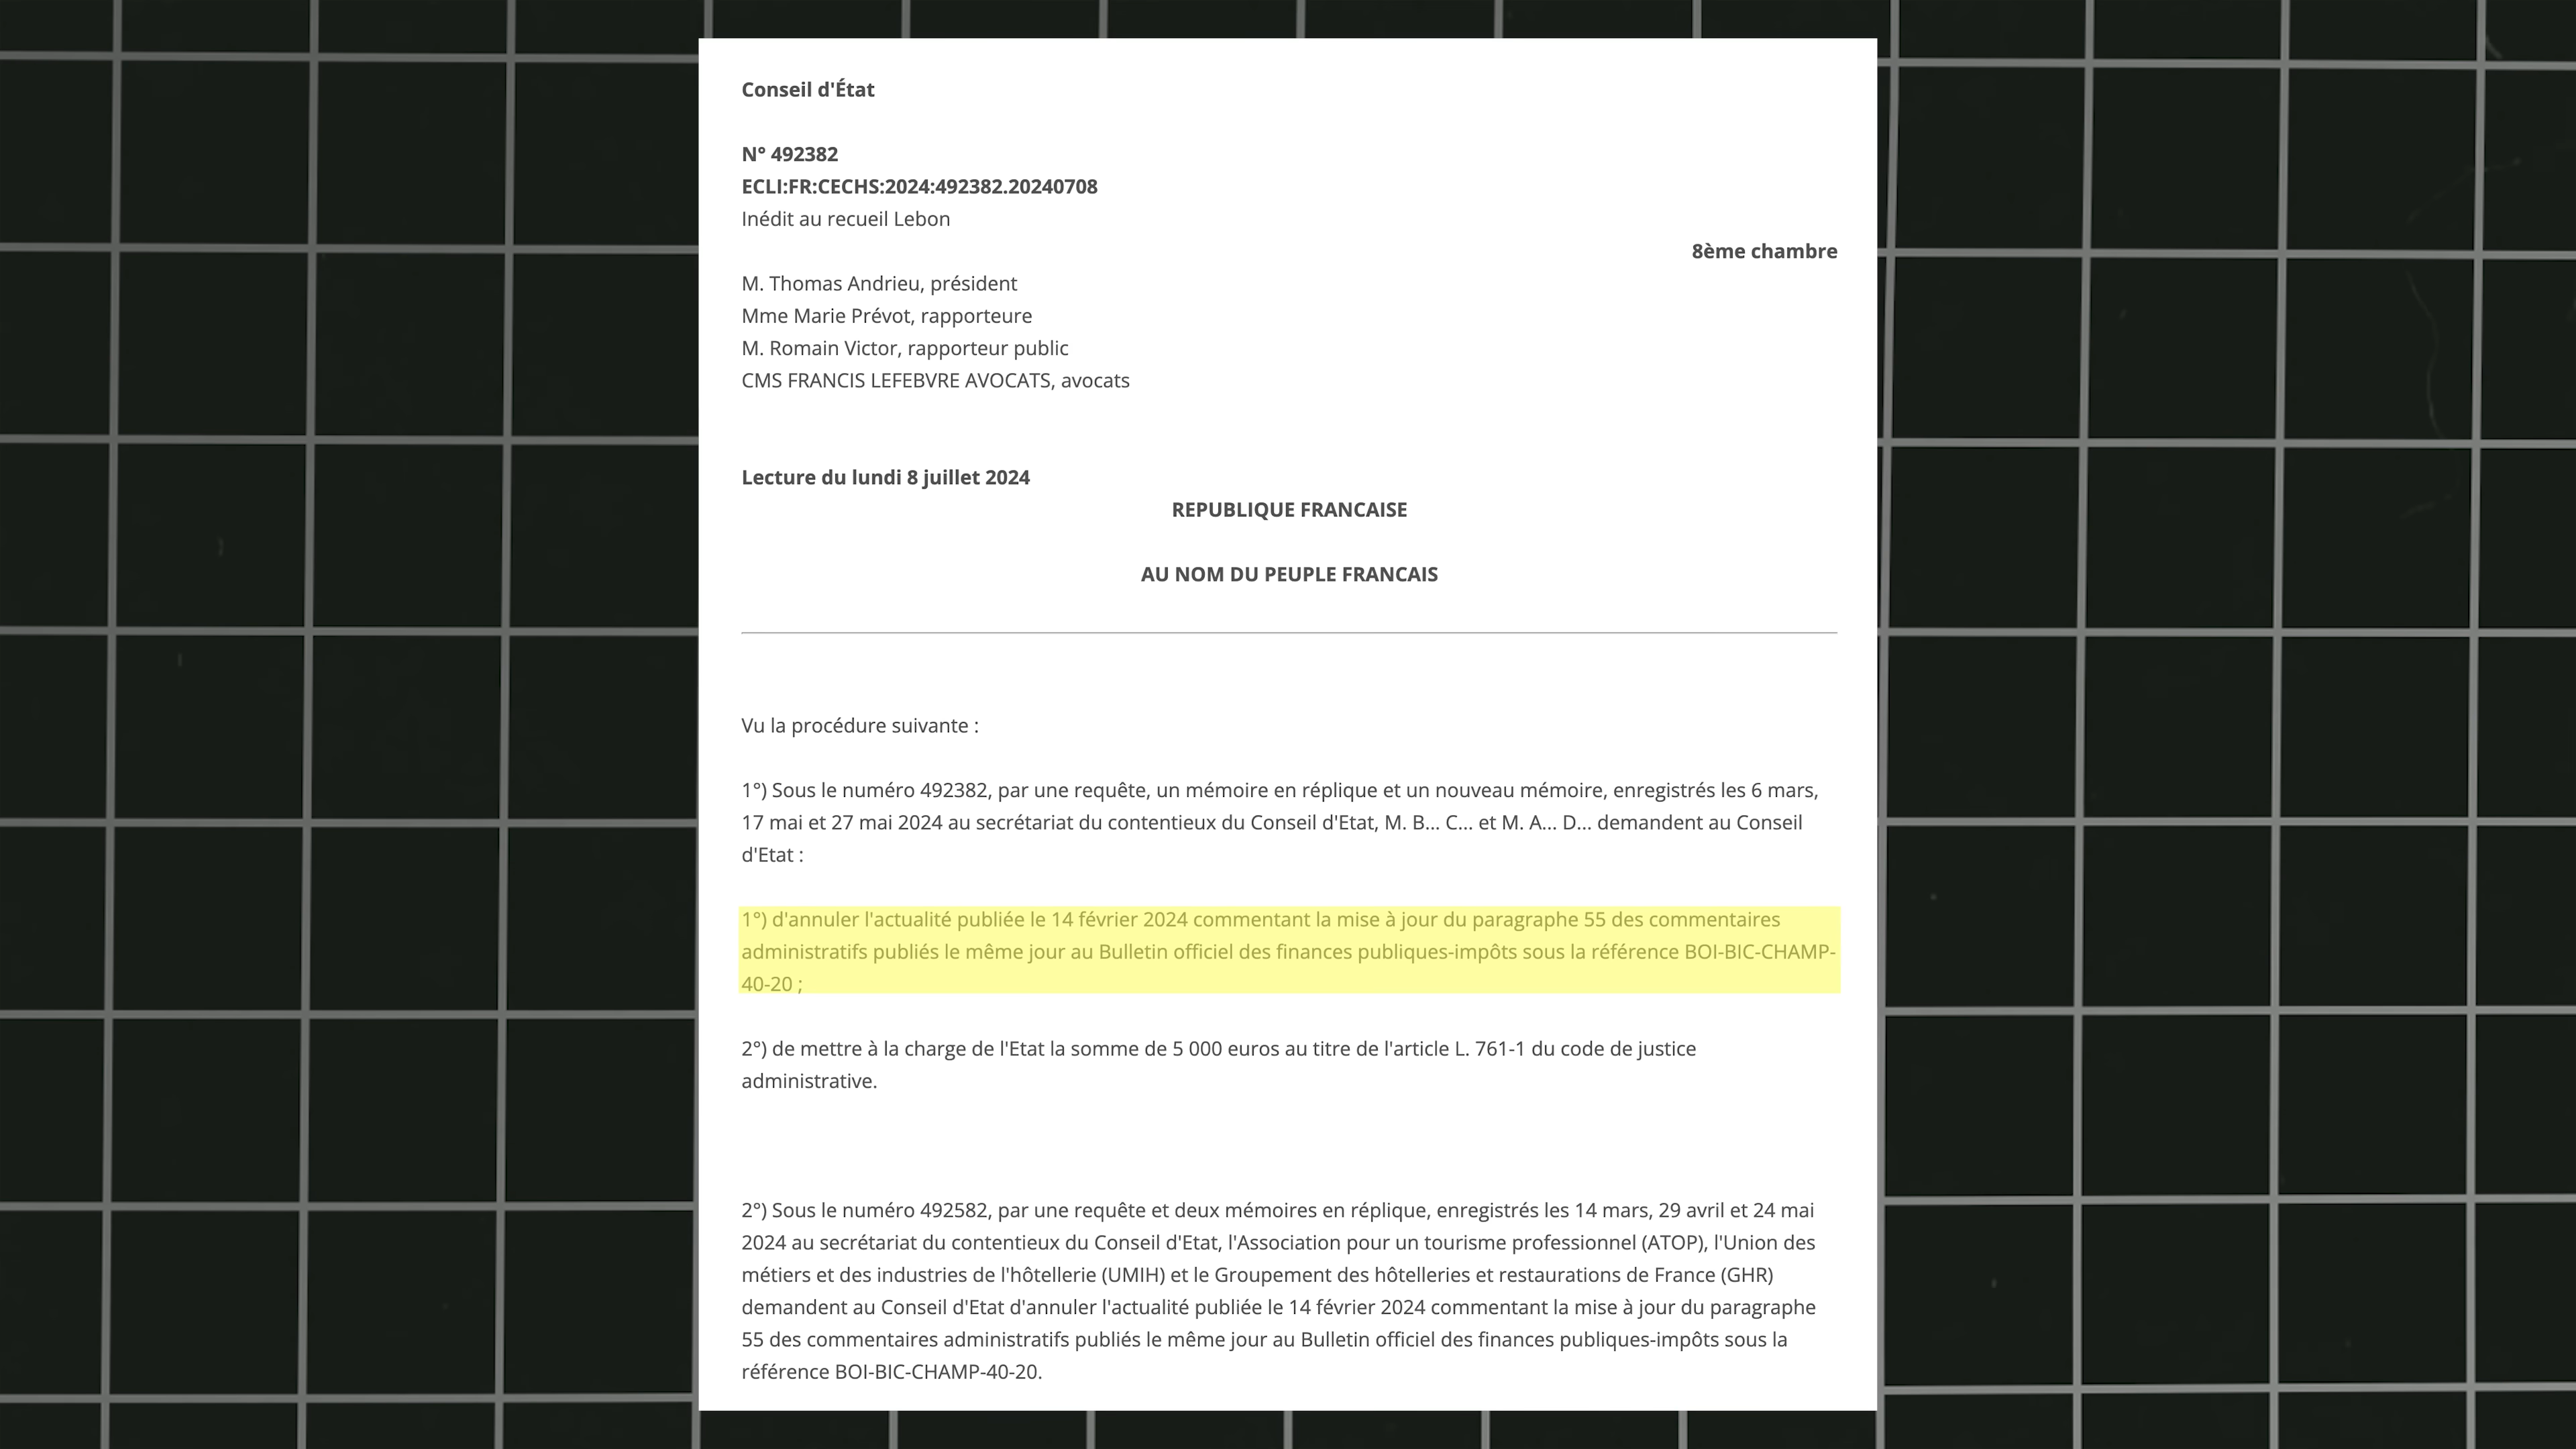 Conseil d'État
N° 492382
ECLI:FR:CECHS:2024:492382.20240708
Inédit au recueil Lebon
8ème chambre
M. Thomas Andrieu, président
Mme Marie Prévot, rapporteure
M. Romain Victor, rapporteur public
CMS FRANCIS LEFEBVRE AVOCATS, avocats
Lecture du lundi 8 juillet 2024
REPUBLIQUE FRANCAISE
AU NOM DU PEUPLE FRANCAIS
Vu la procédure suivante :
1°) Sous le numéro 492382, par une requête, un mémoire en réplique et un nouveau mémoire, enregistrés les 6 mars,
17 mai et 27 mai 2024 au secrétariat du contentieux du Conseil d'Etat, M. B... C... et M. A... D... demandent au Conseil
d'Etat :
1°) d'annuler l'actualité publiée le 14 février 2024 commentant la mise à jour du paragraphe 55 des commentaires
administratifs publiés le même jour au Bulletin officiel des finances publiques-impôts sous la référence BOI-BIC-CHAMP-
40-20 ;
2°) de mettre à la charge de l'Etat la somme de 5 000 euros au titre de l'article L. 761-1 du code de justice
administrative.
2°) Sous le numéro 492582, par une requête et deux mémoires en réplique, enregistrés les 14 mars, 29 avril et 24 mai
2024 au secrétariat du contentieux du Conseil d'Etat, l'Association pour un tourisme professionnel (ATOP), l'Union des
métiers et des industries de l'hôtellerie (UMIH) et le Groupement des hôtelleries et restaurations de France (GHR)
demandent au Conseil d'Etat d'annuler l'actualité publiée le 14 février 2024 commentant la mise à jour du paragraphe
55 des commentaires administratifs publiés le même jour au Bulletin officiel des finances publiques-impôts sous la
référence BOI-BIC-CHAMP-40-20.